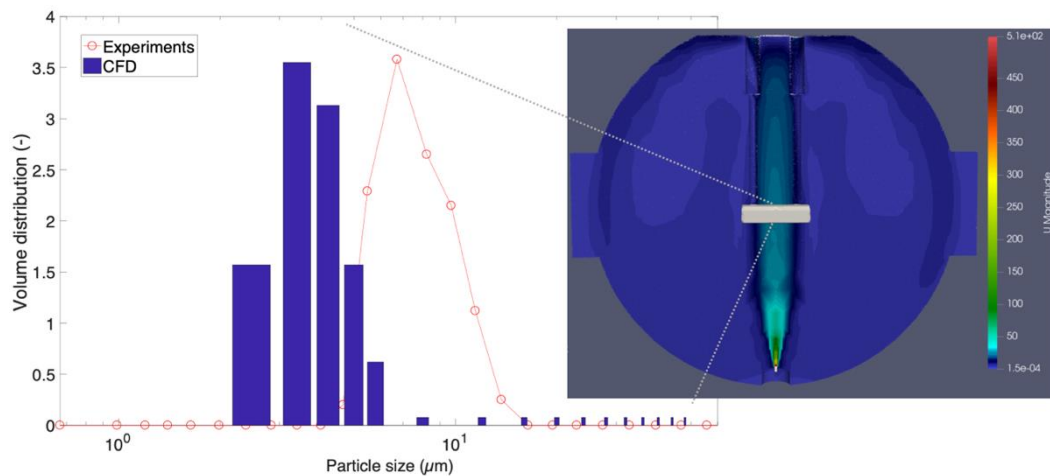 4
3.5
3
2.5
2
1.5
1
0.5
0
Volume distribution (-)
Experiments
CFD
10⁰
10¹
Particle size (μm)
5.1e+02
450
400
350
300
250
200
150
100
50
1.5e-04
U Magnitude